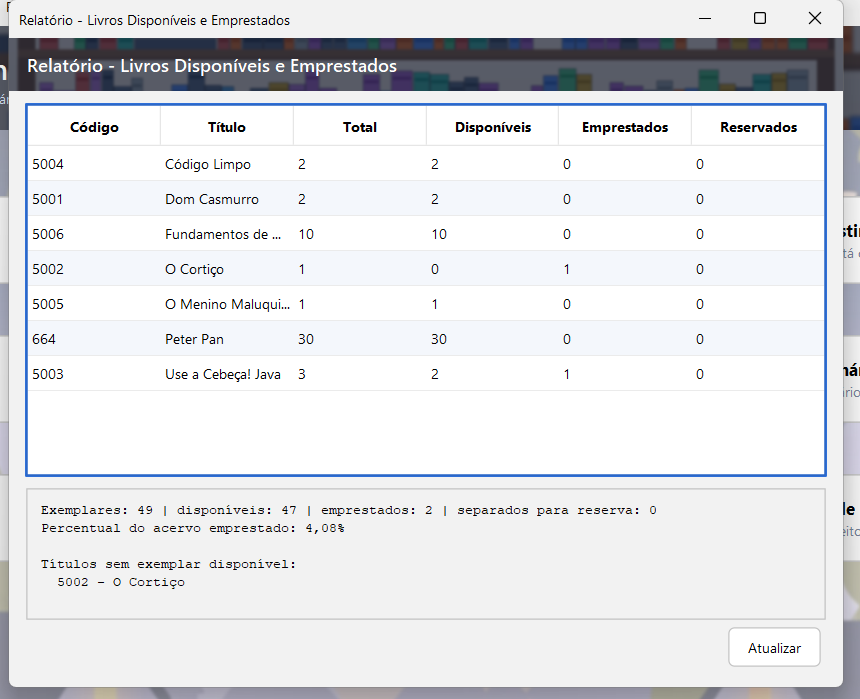 Relatório - Livros Disponíveis e Emprestados
Relatório - Livros Disponíveis e Emprestados
Código Título Total Disponíveis Emprestados Reservados
5004 Código Limpo 2 2 0 0
5001 Dom Casmurro 2 2 0 0
5006 Fundamentos de ... 10 10 0 0
5002 O Cortiço 1 0 1 0
5005 O Menino Maluqui... 1 1 0 0
664 Peter Pan 30 30 0 0
5003 Use a Cebeça! Java 3 2 1 0
Exemplares: 49 | disponíveis: 47 | emprestados: 2 | separados para reserva: 0
Percentual do acervo emprestado: 4,08%
Títulos sem exemplar disponível:
5002 - O Cortiço
Atualizar